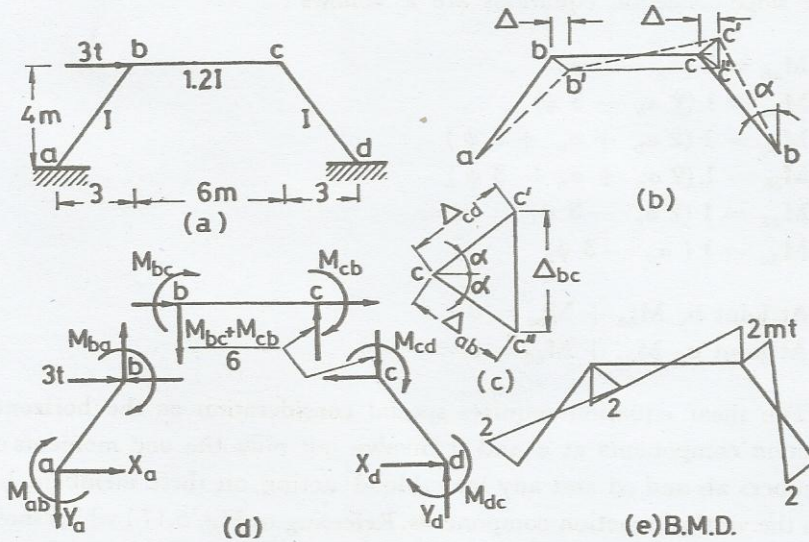 3t
b
c
1.2I
4m
I
I
a
d
3
6m
3
(a)
Δ
Δ
b
c'
b'
c
c"
α
a
b
(b)
c'
Δcd
c
α
α
Δbc
Δab
c"
(c)
Mbc
Mcb
b
c
Mba
Mbc+Mcb
6
Mcd
3t
b
c
a
Xa
Xd
d
Mab
Ya
Yd
Mdc
(d)
2mt
2
2
2
(e) B.M.D.